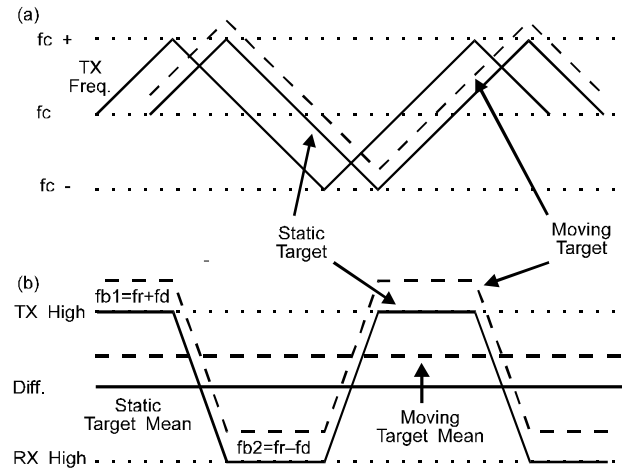 (a)
fc +
TX
Freq.
fc
fc -
Static
Target
Moving
Target
(b)
fb1=fr+fd
TX High
Diff.
Static
Target Mean
Moving
Target Mean
fb2=fr–fd
RX High